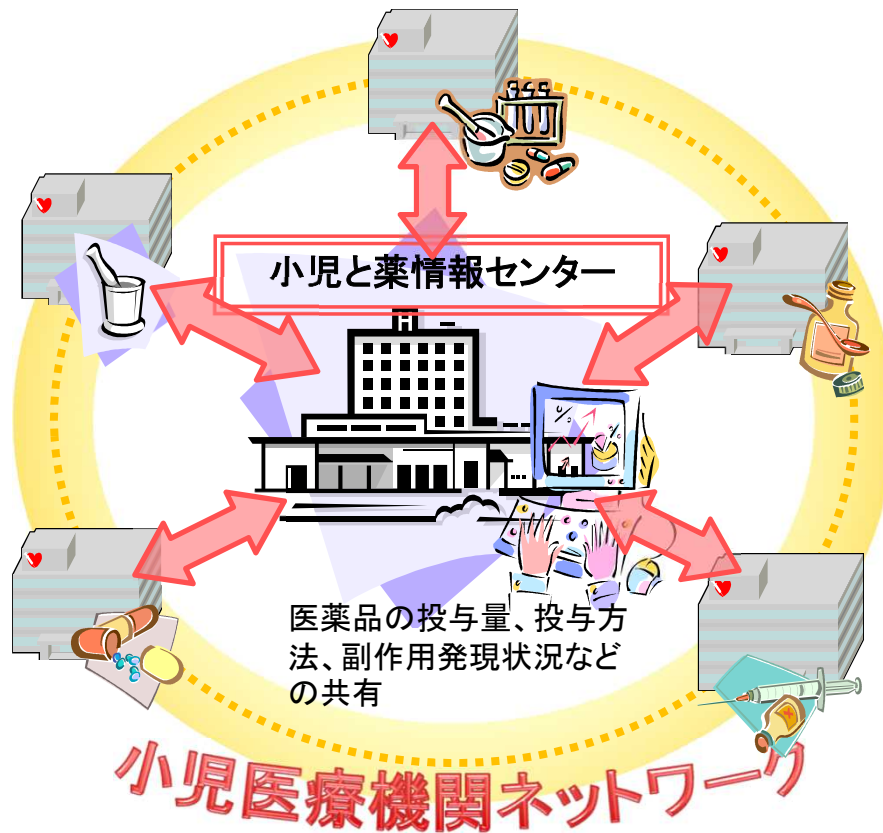 小児と薬情報センター
医薬品の投与量、投与方
法、副作用発現状況など
の共有
小児医療機関ネットワーク